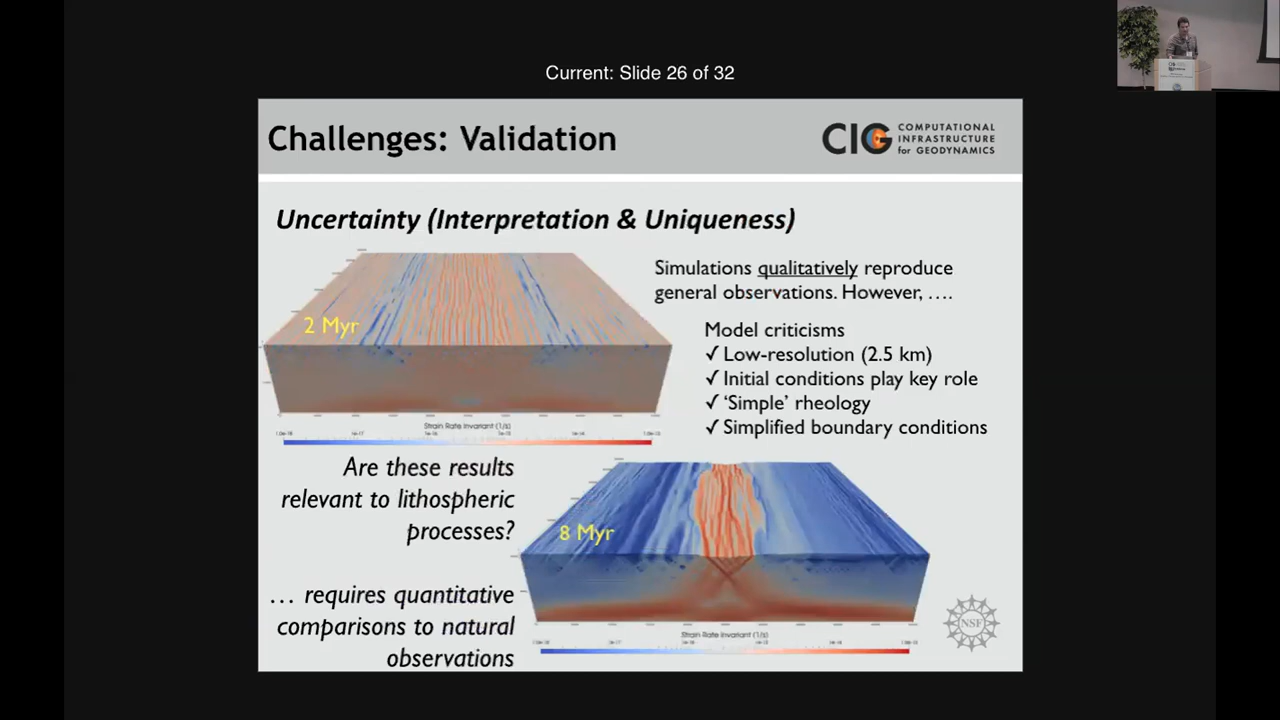 Current: Slide 26 of 32
Challenges: Validation
CIG COMPUTATIONAL
INFRASTRUCTURE
for GEODYNAMICS
Uncertainty (Interpretation & Uniqueness)
Simulations qualitatively reproduce
general observations. However, ….
2 Myr
Model criticisms
✓ Low-resolution (2.5 km)
✓ Initial conditions play key role
✓ ‘Simple’ rheology
✓ Simplified boundary conditions
Strain Rate Invariant (1/s)
Are these results
relevant to lithospheric
processes?
8 Myr
… requires quantitative
comparisons to natural
observations
Strain Rate Invariant (1/s)
NSF